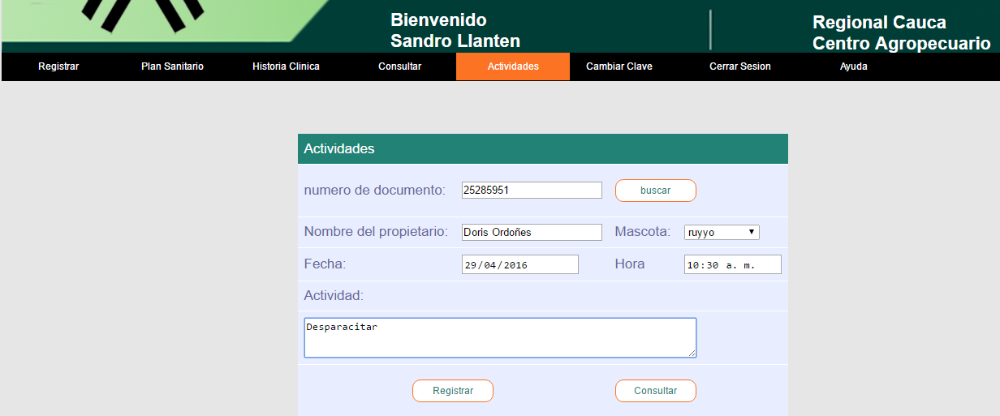 Bienvenido
Sandro Llanten
Regional Cauca
Centro Agropecuario
Registrar Plan Sanitario Historia Clinica Consultar Actividades Cambiar Clave Cerrar Sesion Ayuda
Actividades
numero de documento: 25285951 buscar
Nombre del propietario: Doris Ordoñes Mascota: ruyyo
Fecha: 29/04/2016 Hora 10:30 a. m.
Actividad:
Desparacitar
Registrar Consultar